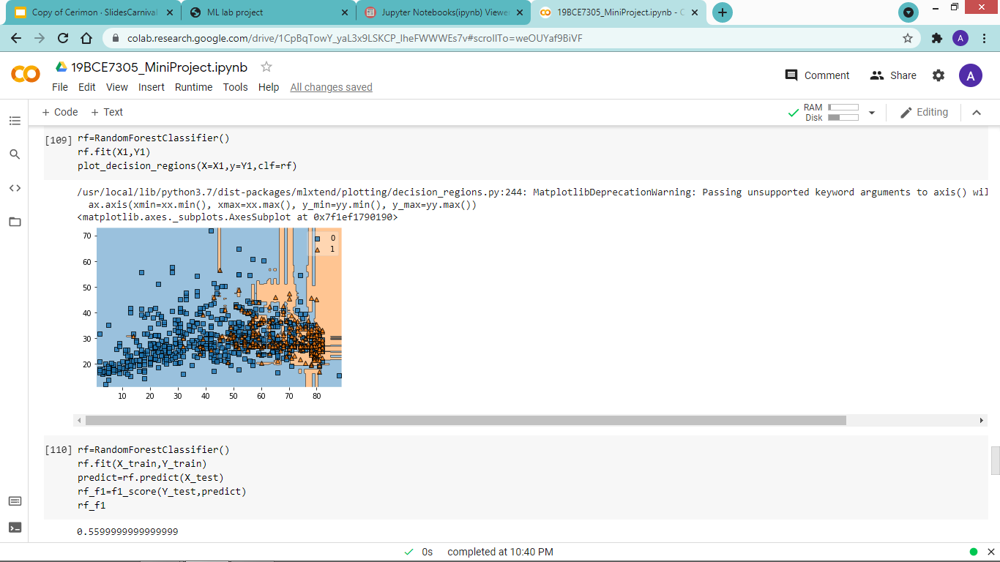 Copy of Cerimon · SlidesCarnival
ML lab project
Jupyter Notebooks(ipynb) Viewer
19BCE7305_MiniProject.ipynb - C
colab.research.google.com/drive/1CpBqTowY_yaL3x9LSKCP_lheFWWWEs7v#scrollTo=weOUYaf9BiVF
A
19BCE7305_MiniProject.ipynb
Comment
Share
A
File Edit View Insert Runtime Tools Help All changes saved
+ Code + Text
RAM
Disk
Editing
[109] rf=RandomForestClassifier()
rf.fit(X1,Y1)
plot_decision_regions(X=X1,y=Y1,clf=rf)
/usr/local/lib/python3.7/dist-packages/mlxtend/plotting/decision_regions.py:244: MatplotlibDeprecationWarning: Passing unsupported keyword arguments to axis() wil
ax.axis(xmin=xx.min(), xmax=xx.max(), y_min=yy.min(), y_max=yy.max())
<matplotlib.axes._subplots.AxesSubplot at 0x7f1ef1790190>
0
1
70
60
50
40
30
20
10 20 30 40 50 60 70 80
[110] rf=RandomForestClassifier()
rf.fit(X_train,Y_train)
predict=rf.predict(X_test)
rf_f1=f1_score(Y_test,predict)
rf_f1
0.5599999999999999
0s completed at 10:40 PM